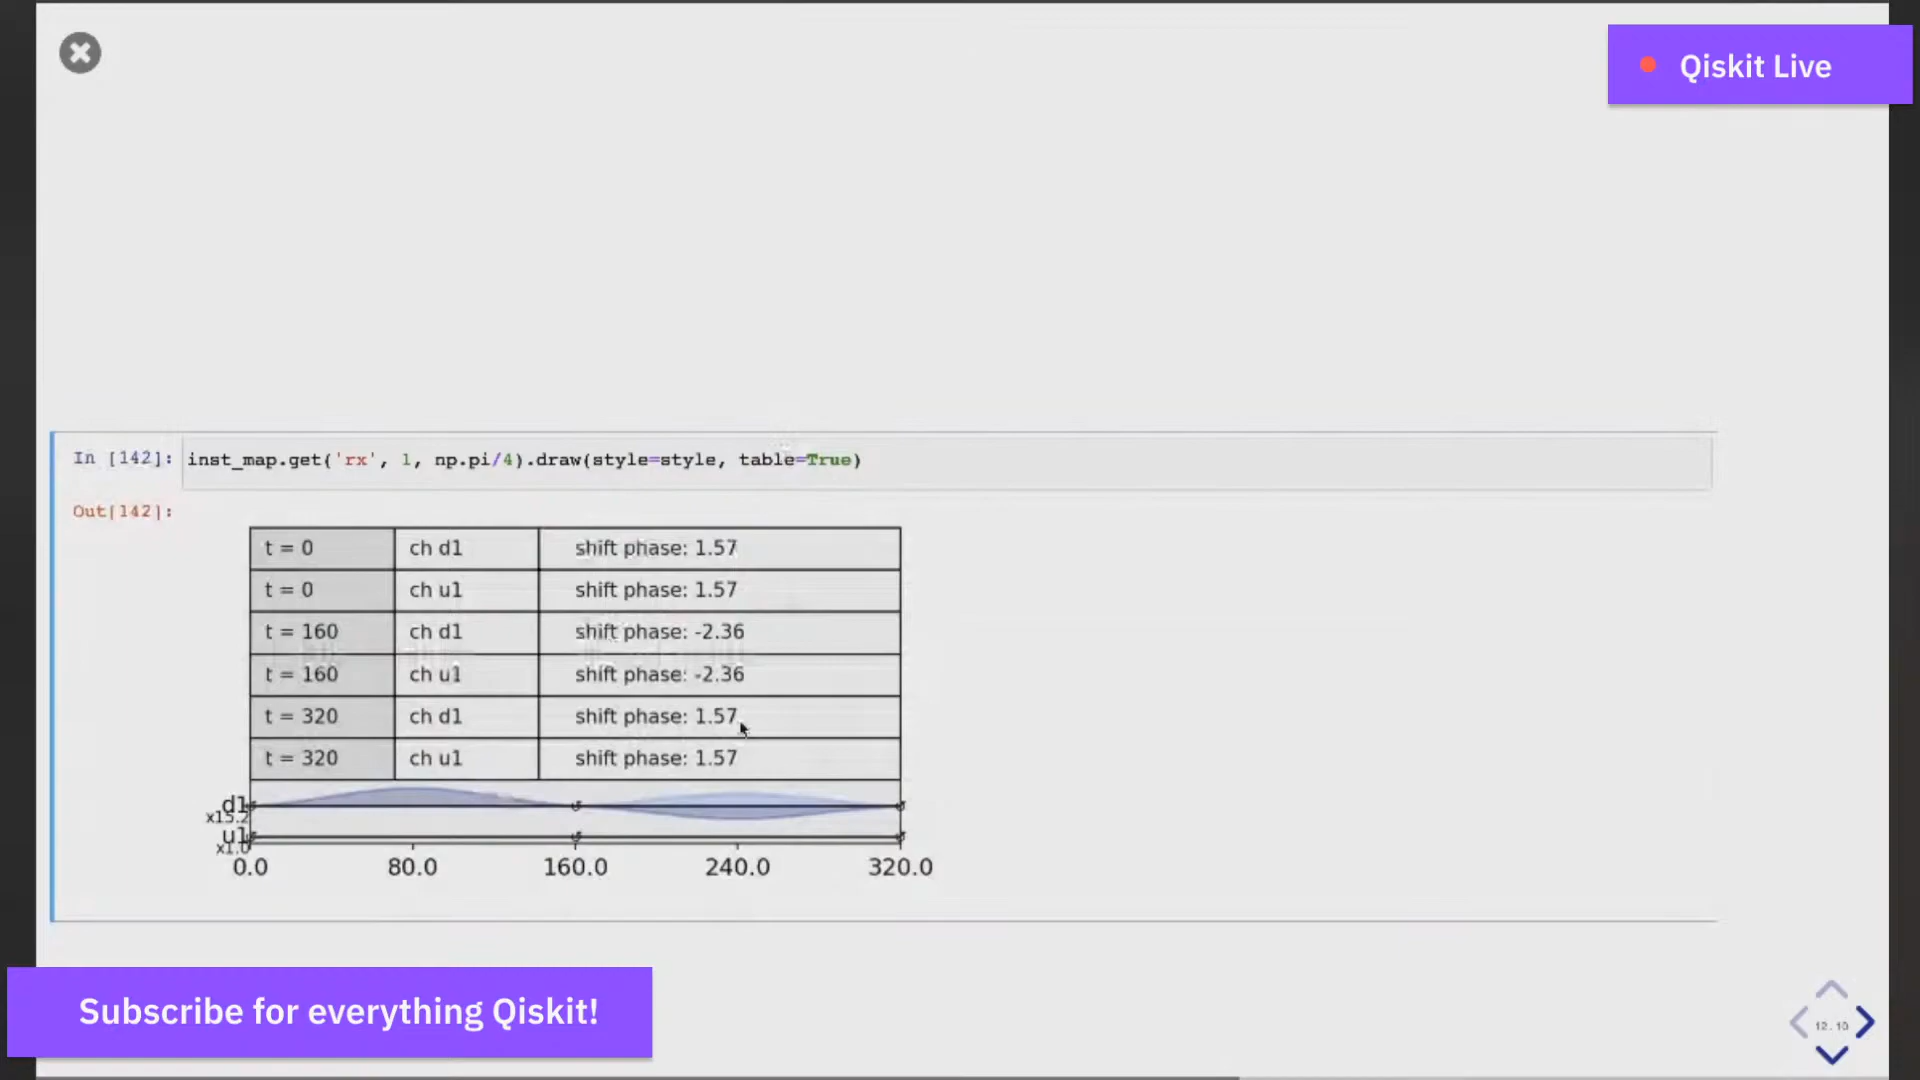 Qiskit Live
In [142]: inst_map.get('rx', 1, np.pi/4).draw(style=style, table=True)
Out[142]:
t = 0 ch d1 shift phase: 1.57
t = 0 ch u1 shift phase: 1.57
t = 160 ch d1 shift phase: -2.36
t = 160 ch u1 shift phase: -2.36
t = 320 ch d1 shift phase: 1.57
t = 320 ch u1 shift phase: 1.57
d1
x15.2
u1
x1.0
0.0 80.0 160.0 240.0 320.0
Subscribe for everything Qiskit!
12.10